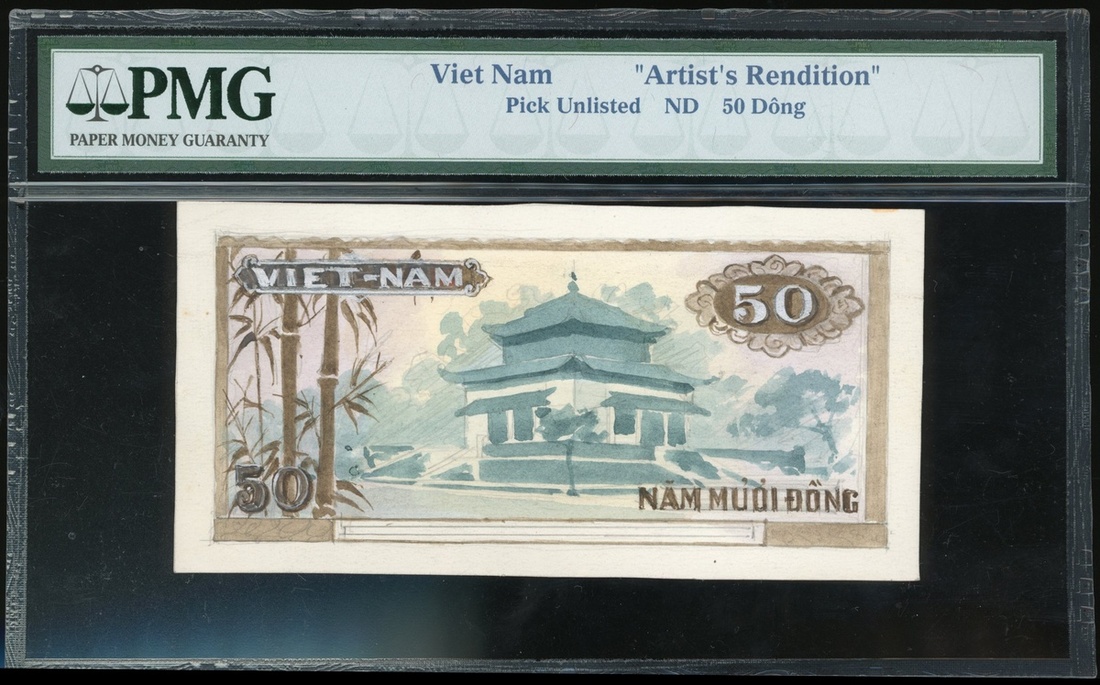 PMG
PAPER MONEY GUARANTY
Viet Nam "Artist's Rendition"
Pick Unlisted ND 50 Dông
VIET-NAM
50
50
NĂM MƯƠI ĐỒNG